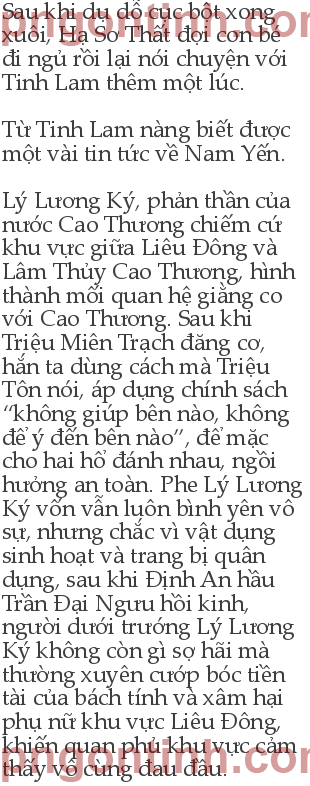 pngontinh.com
Sau khi dụ dỗ cục bột xong
xuôi, Hạ Sơ Thất đợi con bé
đi ngủ rồi lại nói chuyện với
Tinh Lam thêm một lúc.
Từ Tinh Lam nàng biết được
một vài tin tức về Nam Yến.
Lý Lương Ký, phản thần của
nước Cao Thương chiếm cứ
khu vực giữa Liêu Đông và
Lâm Thủy Cao Thương, hình
thành mối quan hệ giằng co
với Cao Thương. Sau khi
Triệu Miên Trạch đăng cơ,
hắn ta dùng cách mà Triệu
Tôn nói, áp dụng chính sách
“không giúp bên nào, không
để ý đến bên nào”, để mặc
cho hai hổ đánh nhau, ngồi
hưởng an toàn. Phe Lý Lương
Ký vốn vẫn luôn bình yên vô
sự, nhưng chắc vì vật dụng
sinh hoạt và trang bị quân
dụng, sau khi Định An hầu
Trần Đại Ngưu hồi kinh,
người dưới trướng Lý Lương
Ký không còn gì sợ hãi mà
thường xuyên cướp bóc tiền
tài của bách tính và xâm hại
phụ nữ khu vực Liêu Đông,
khiến quan phủ khu vực cảm
thấy vô cùng đau đầu.
pngontinh.com